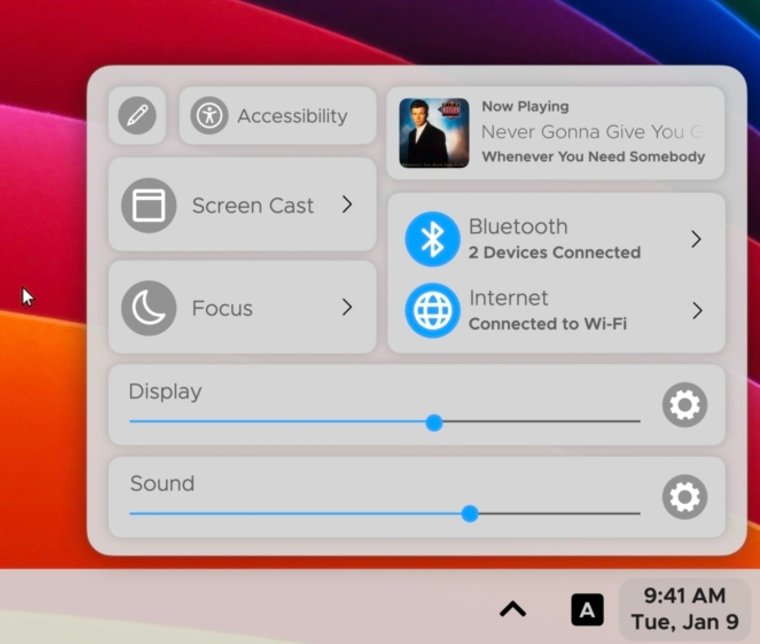 Accessibility
Now Playing
Never Gonna Give You G
Whenever You Need Somebody
Screen Cast
Bluetooth
2 Devices Connected
Focus
Internet
Connected to Wi-Fi
Display
Sound
A
9:41 AM
Tue, Jan 9